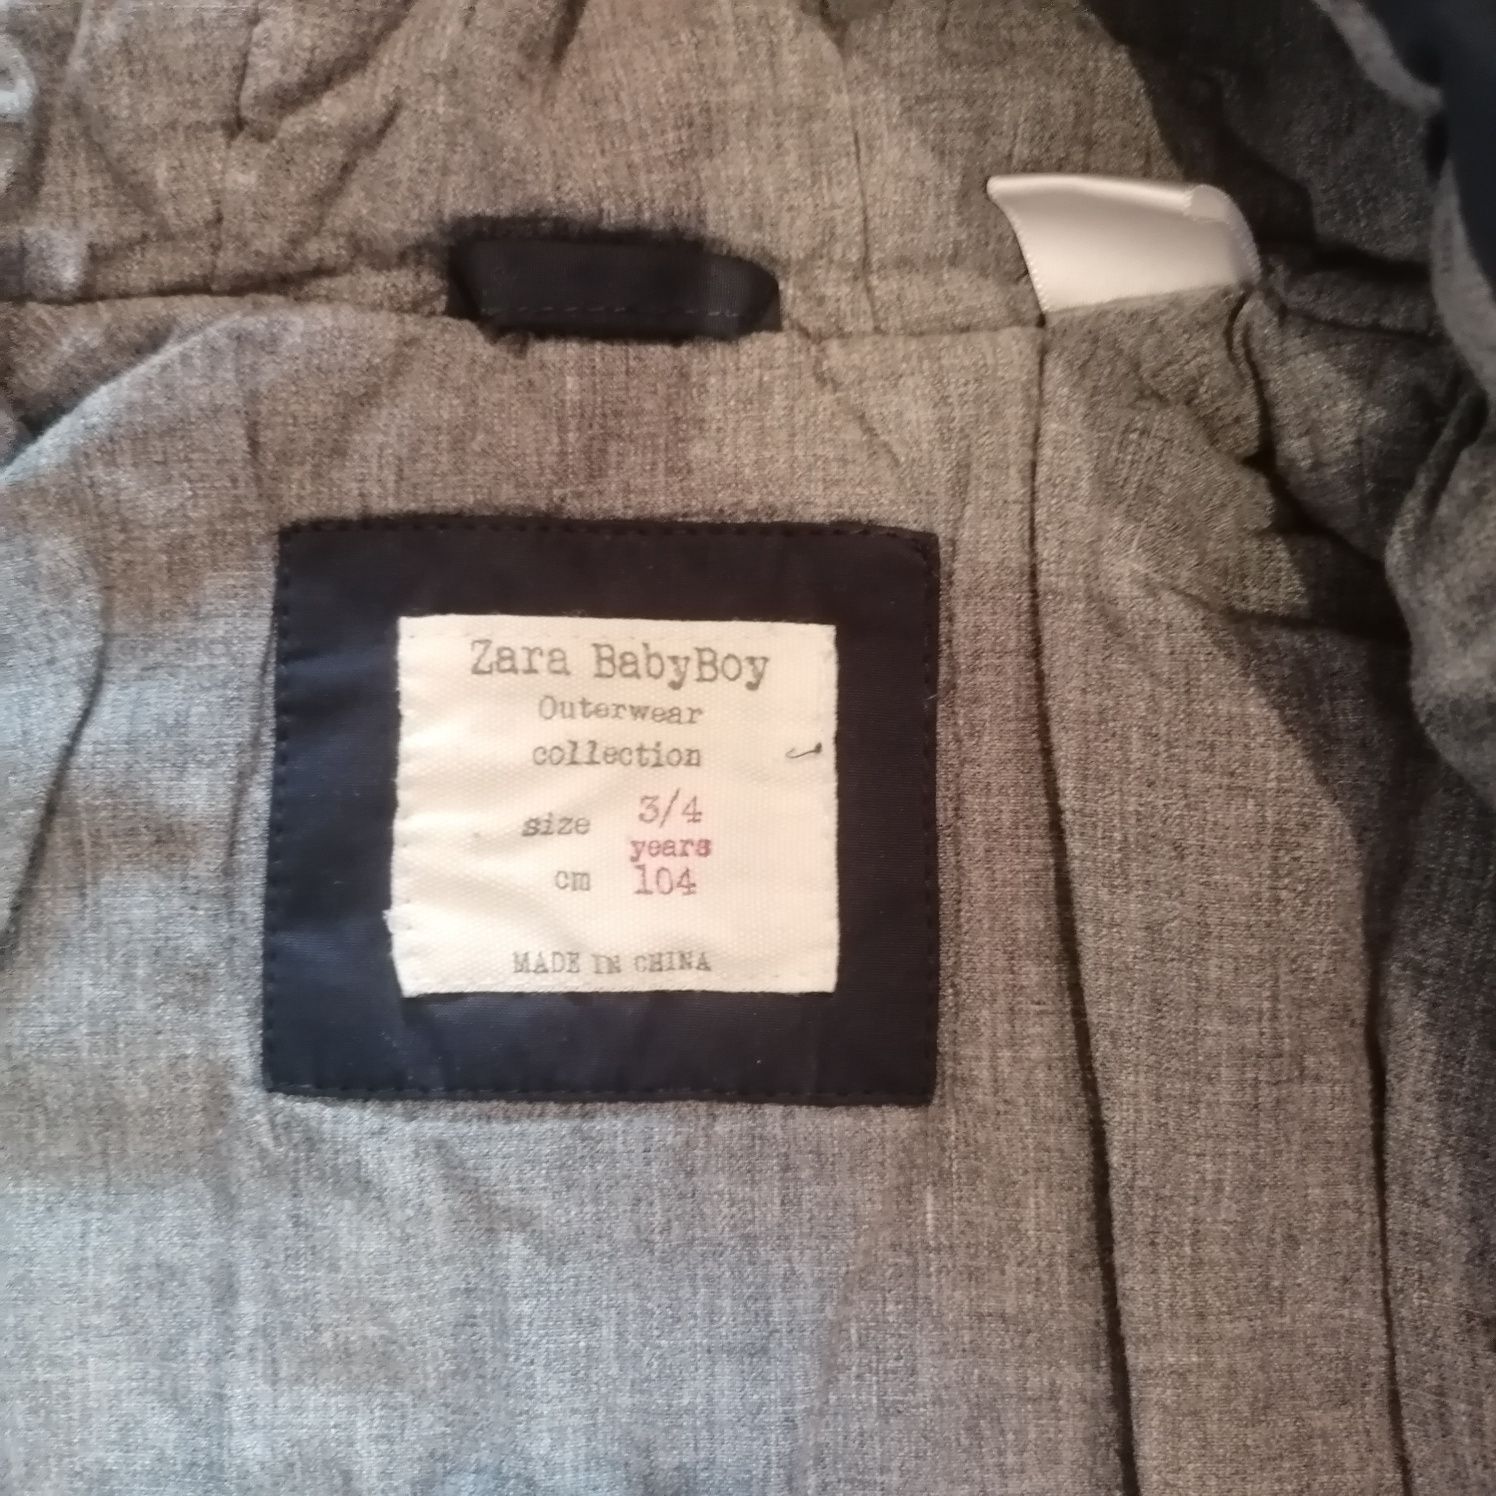 Zara BabyBoy
Outerwear
collection
size 3/4
years
cm 104
MADE IN CHINA